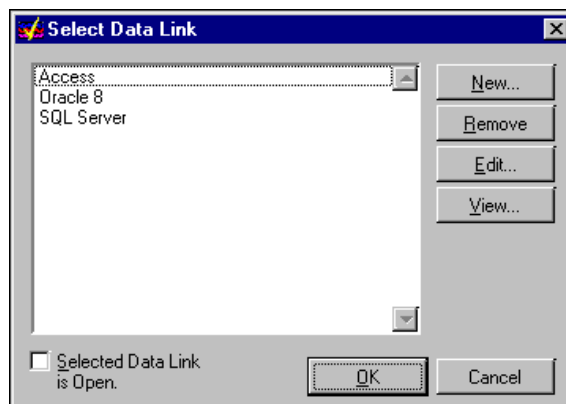 Select Data Link
Access
Oracle 8
SQL Server
New...
Remove
Edit...
View...
Selected Data Link
is Open.
OK
Cancel